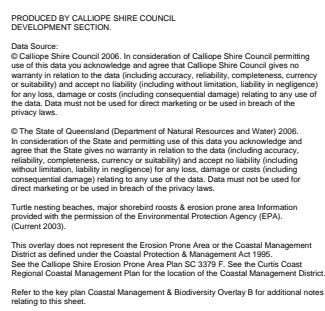 PRODUCED BY CALLIOPE SHIRE COUNCIL
DEVELOPMENT SECTION.
Data Source:
© Calliope Shire Council 2006. In consideration of Calliope Shire Council permitting
use of this data you acknowledge and agree that Calliope Shire Council gives no
warranty in relation to the data (including accuracy, reliability, completeness, currency
or suitability) and accept no liability (including without limitation, liability in negligence)
for any loss, damage or costs (including consequential damage) relating to any use of
the data. Data must not be used for direct marketing or be used in breach of the
privacy laws.
© The State of Queensland (Department of Natural Resources and Water) 2006.
In consideration of the State and permitting use of this data you acknowledge and
agree that the State gives no warranty in relation to the data (including accuracy,
reliability, completeness, currency or suitability) and accept no liability (including
without limitation, liability in negligence) for any loss, damage or costs (including
consequential damage) relating to any use of the data. Data must not be used for
direct marketing or be used in breach of the privacy laws.
Turtle nesting beaches, major shorebird roosts & erosion prone area Information
provided with the permission of the Environmental Protection Agency (EPA).
(Current 2003).
This overlay does not represent the Erosion Prone Area or the Coastal Management
District as defined under the Coastal Protection & Management Act 1995.
See the Calliope Shire Erosion Prone Area Plan SC 3379 F. See the Curtis Coast
Regional Coastal Management Plan for the location of the Coastal Management District.
Refer to the key plan Coastal Management & Biodiversity Overlay B for additional notes
relating to this sheet.